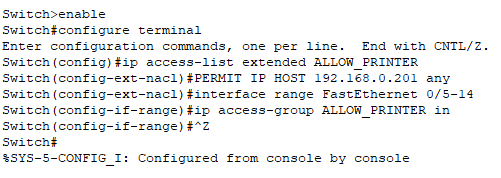 Switch>enable
Switch#configure terminal
Enter configuration commands, one per line.  End with CNTL/Z.
Switch(config)#ip access-list extended ALLOW_PRINTER
Switch(config-ext-nacl)#PERMIT IP HOST 192.168.0.201 any
Switch(config-ext-nacl)#interface range FastEthernet 0/5-14
Switch(config-if-range)#ip access-group ALLOW_PRINTER in
Switch(config-if-range)#^Z
Switch#
%SYS-5-CONFIG_I: Configured from console by console